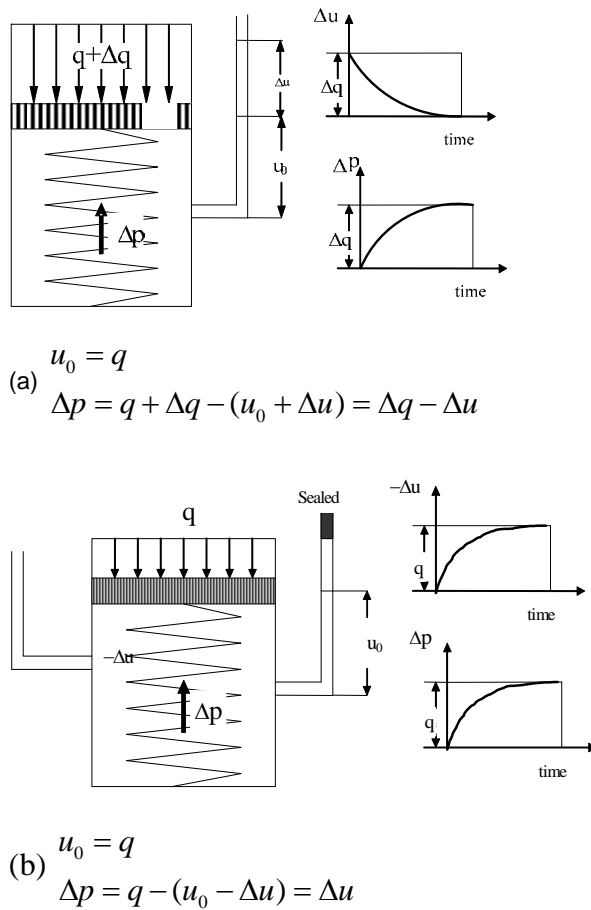 q+Δq
Δu
u₀
Δp
Δu
Δq
time
Δp
Δq
time
(a) u₀ = q
Δp = q + Δq − (u₀ + Δu) = Δq − Δu
q
Sealed
−Δu
Δp
u₀
−Δu
q
time
Δp
q
time
(b) u₀ = q
Δp = q − (u₀ − Δu) = Δu